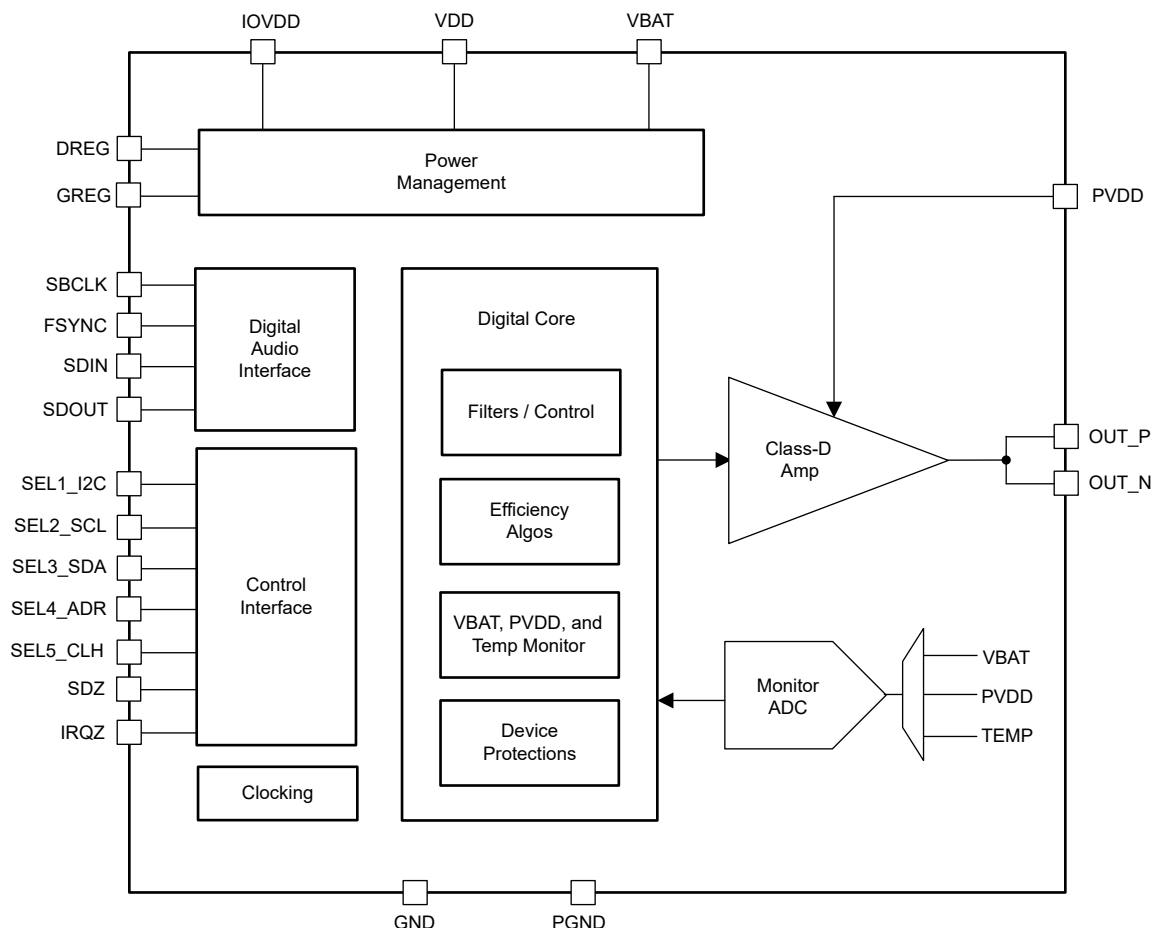 IOVDD
VDD
VBAT
DREG
GREG
Power
Management
PVDD
SBCLK
FSYNC
SDIN
SDOUT
Digital
Audio
Interface
SEL1_I2C
SEL2_SCL
SEL3_SDA
SEL4_ADR
SEL5_CLH
SDZ
IRQZ
Control
Interface
Clocking
Digital Core
Filters / Control
Efficiency
Algos
VBAT, PVDD, and
Temp Monitor
Device
Protections
Class-D
Amp
OUT_P
OUT_N
Monitor
ADC
VBAT
PVDD
TEMP
GND
PGND